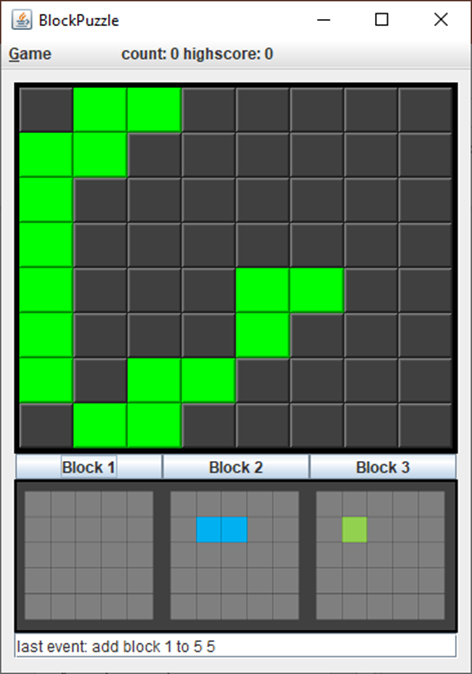 BlockPuzzle
Game count: 0 highscore: 0
Block 1 Block 2 Block 3
last event: add block 1 to 5 5